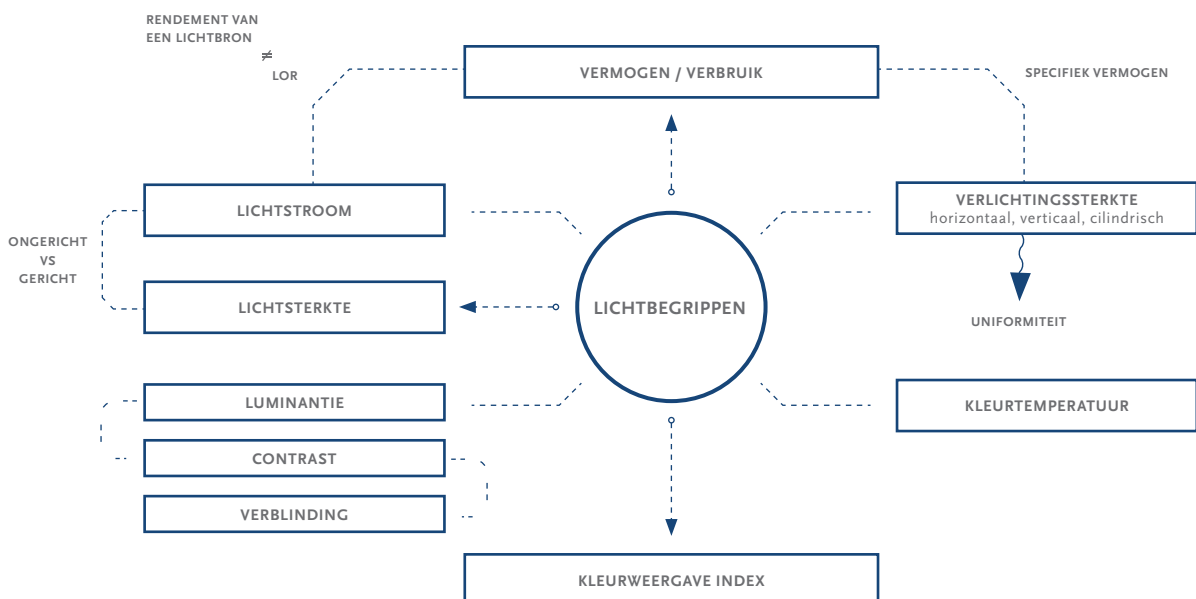 RENDEMENT VAN
EEN LICHTBRON
≠
LOR
VERMOGEN / VERBRUIK
SPECIFIEK VERMOGEN
LICHTSTROOM
VERLICHTINGSSTERKTE
horizontaal, verticaal, cilindrisch
ONGERICHT
VS
GERICHT
LICHTSTERKTE
LICHTBEGRIPPEN
UNIFORMITEIT
LUMINANTIE
KLEURTEMPERATUUR
CONTRAST
VERBLINDING
KLEURWEERGAVE INDEX